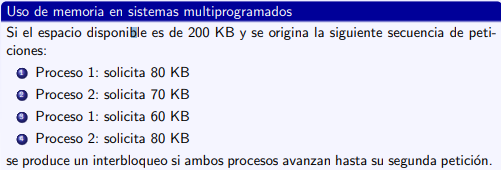 Uso de memoria en sistemas multiprogramados
Si el espacio disponible es de 200 KB y se origina la siguiente secuencia de peti-
ciones:
1 Proceso 1: solicita 80 KB
2 Proceso 2: solicita 70 KB
3 Proceso 1: solicita 60 KB
4 Proceso 2: solicita 80 KB
se produce un interbloqueo si ambos procesos avanzan hasta su segunda petición.